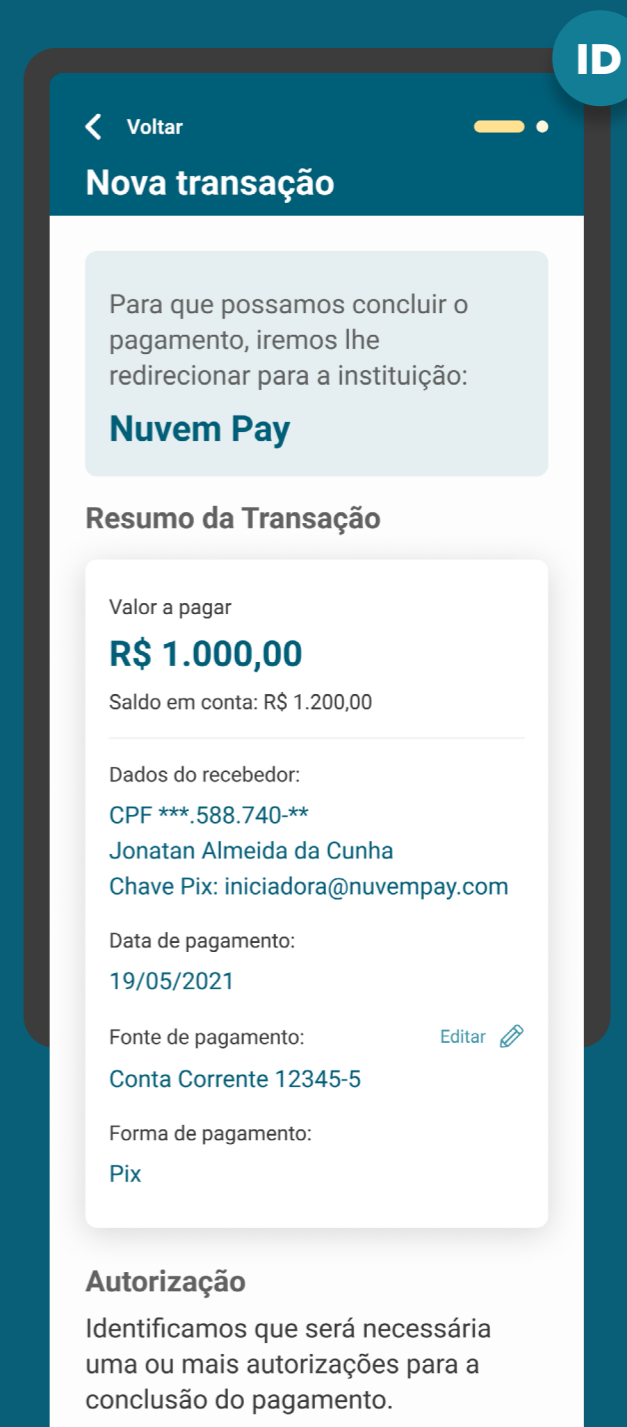 ID
Voltar
Nova transação
Para que possamos concluir o
pagamento, iremos lhe
redirecionar para a instituição:
Nuvem Pay
Resumo da Transação
Valor a pagar
R$ 1.000,00
Saldo em conta: R$ 1.200,00
Dados do recebedor:
CPF ***.588.740-**
Jonatan Almeida da Cunha
Chave Pix: iniciadora@nuvempay.com
Data de pagamento:
19/05/2021
Fonte de pagamento:
Editar
Conta Corrente 12345-5
Forma de pagamento:
Pix
Autorização
Identificamos que será necessária
uma ou mais autorizações para a
conclusão do pagamento.